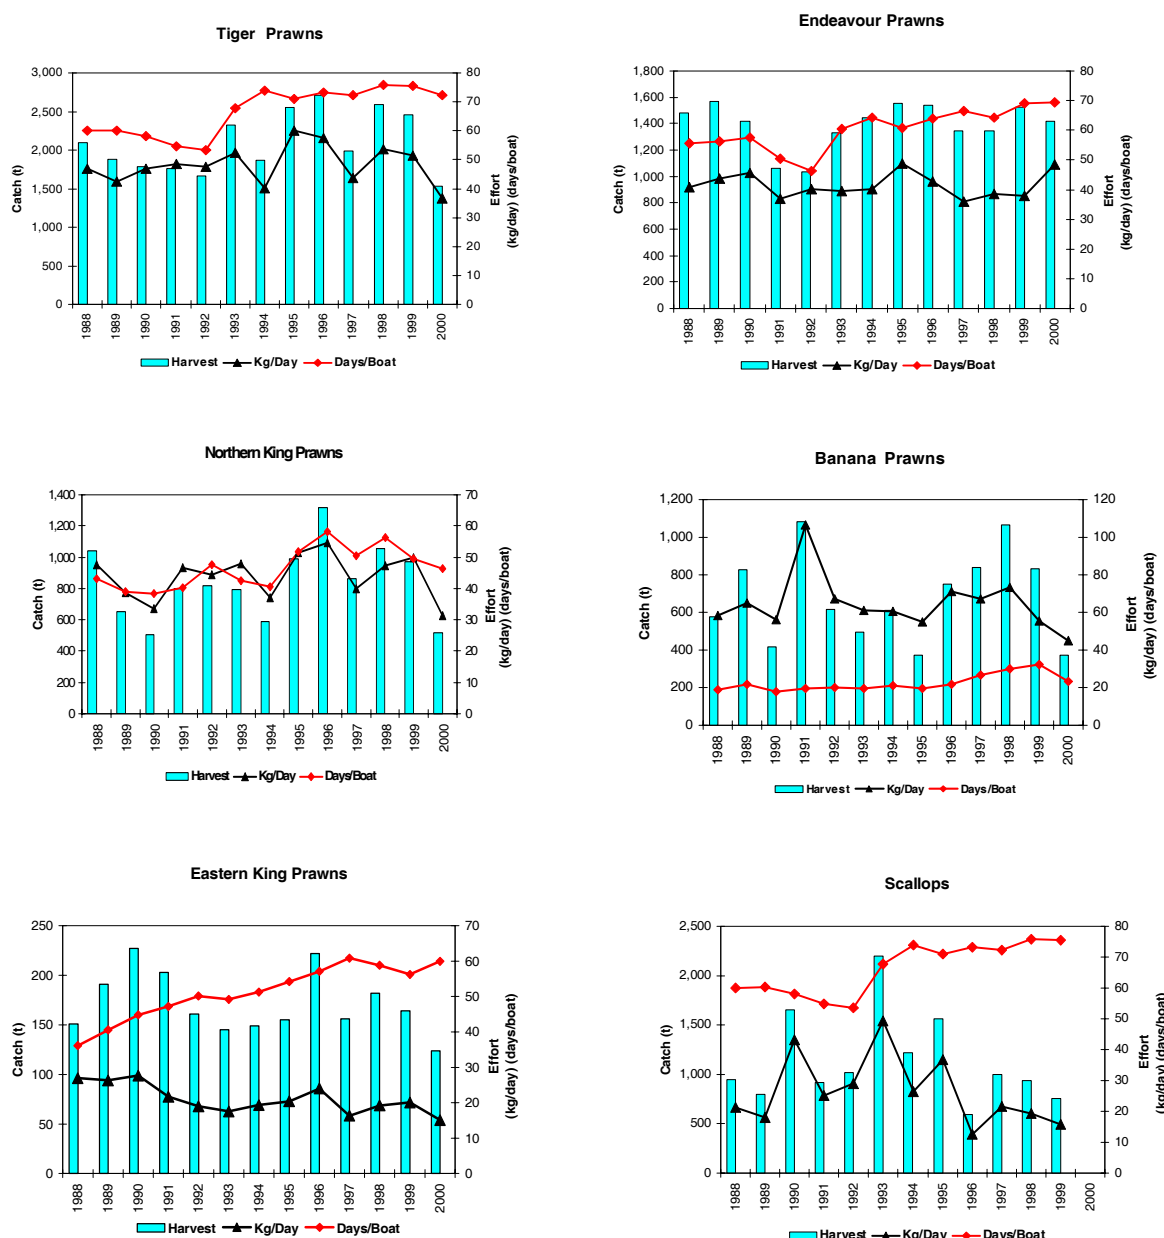 Tiger Prawns
3,000
2,500
2,000
1,500
1,000
500
0
Catch (t)
80
70
60
50
40
30
20
10
0
Effort
(kg/day) (days/boat)
1988 1989 1990 1991 1992 1993 1994 1995 1996 1997 1998 1999 2000
Harvest Kg/Day Days/Boat
Endeavour Prawns
1,800
1,600
1,400
1,200
1,000
800
600
400
200
0
Catch (t)
80
70
60
50
40
30
20
10
0
Effort
(kg/day) (days/boat)
1988 1989 1990 1991 1992 1993 1994 1995 1996 1997 1998 1999 2000
Harvest Kg/Day Days/Boat
Northern King Prawns
1,400
1,200
1,000
800
600
400
200
0
Catch (t)
70
60
50
40
30
20
10
0
Effort
(kg/day) (days/boat)
1988 1989 1990 1991 1992 1993 1994 1995 1996 1997 1998 1999 2000
Harvest Kg/Day Days/Boat
Banana Prawns
1,200
1,000
800
600
400
200
0
Catch (t)
120
100
80
60
40
20
0
Effort
(kg/day) (days/boat)
1988 1989 1990 1991 1992 1993 1994 1995 1996 1997 1998 1999 2000
Harvest Kg/Day Days/Boat
Eastern King Prawns
250
200
150
100
50
0
Catch (t)
70
60
50
40
30
20
10
0
Effort
(kg/day) (days/boat)
1988 1989 1990 1991 1992 1993 1994 1995 1996 1997 1998 1999 2000
Harvest Kg/Day Days/Boat
Scallops
2,500
2,000
1,500
1,000
500
0
Catch (t)
80
70
60
50
40
30
20
10
0
Effort
(kg/day) (days/boat)
1988 1989 1990 1991 1992 1993 1994 1995 1996 1997 1998 1999 2000
Harvest Kg/Day Days/Boat